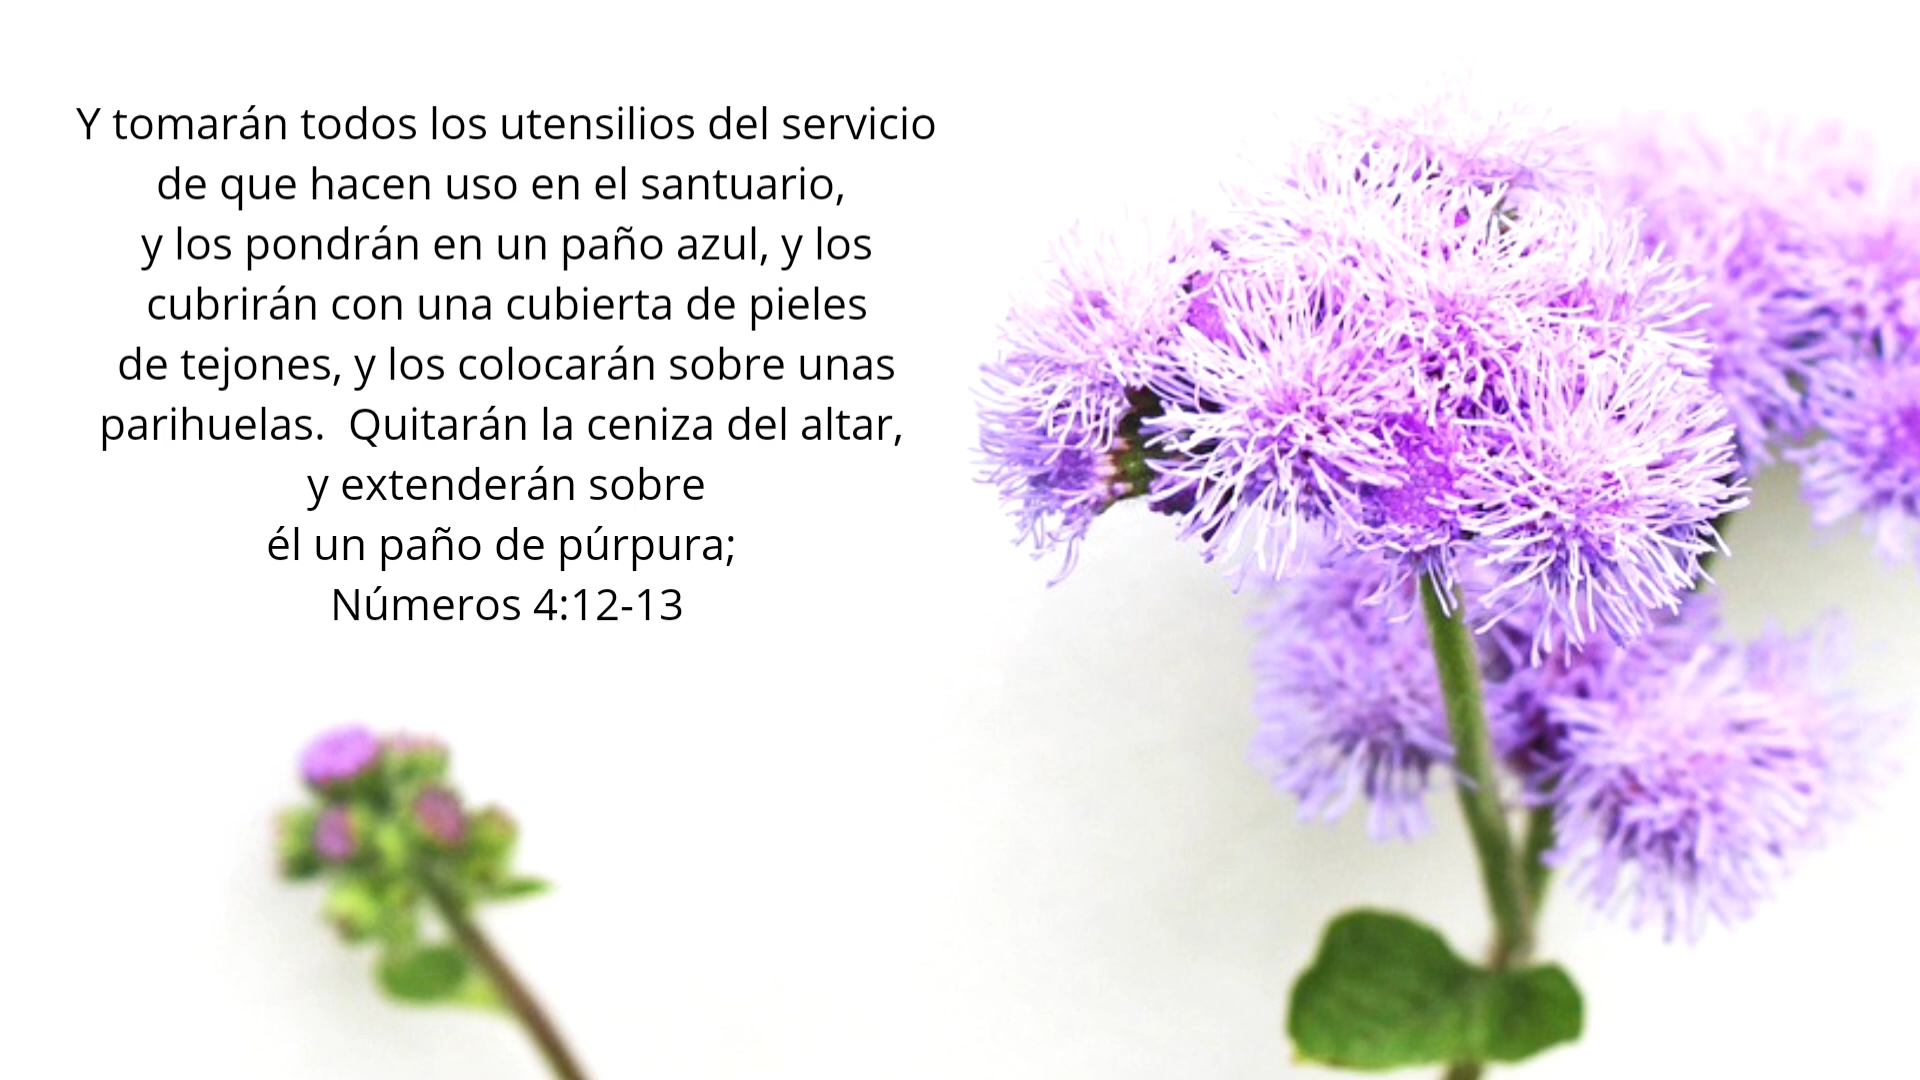 Y tomarán todos los utensilios del servicio
de que hacen uso en el santuario,
y los pondrán en un paño azul, y los
cubrirán con una cubierta de pieles
de tejones, y los colocarán sobre unas
parihuelas.  Quitarán la ceniza del altar,
y extenderán sobre
él un paño de púrpura;
Números 4:12-13